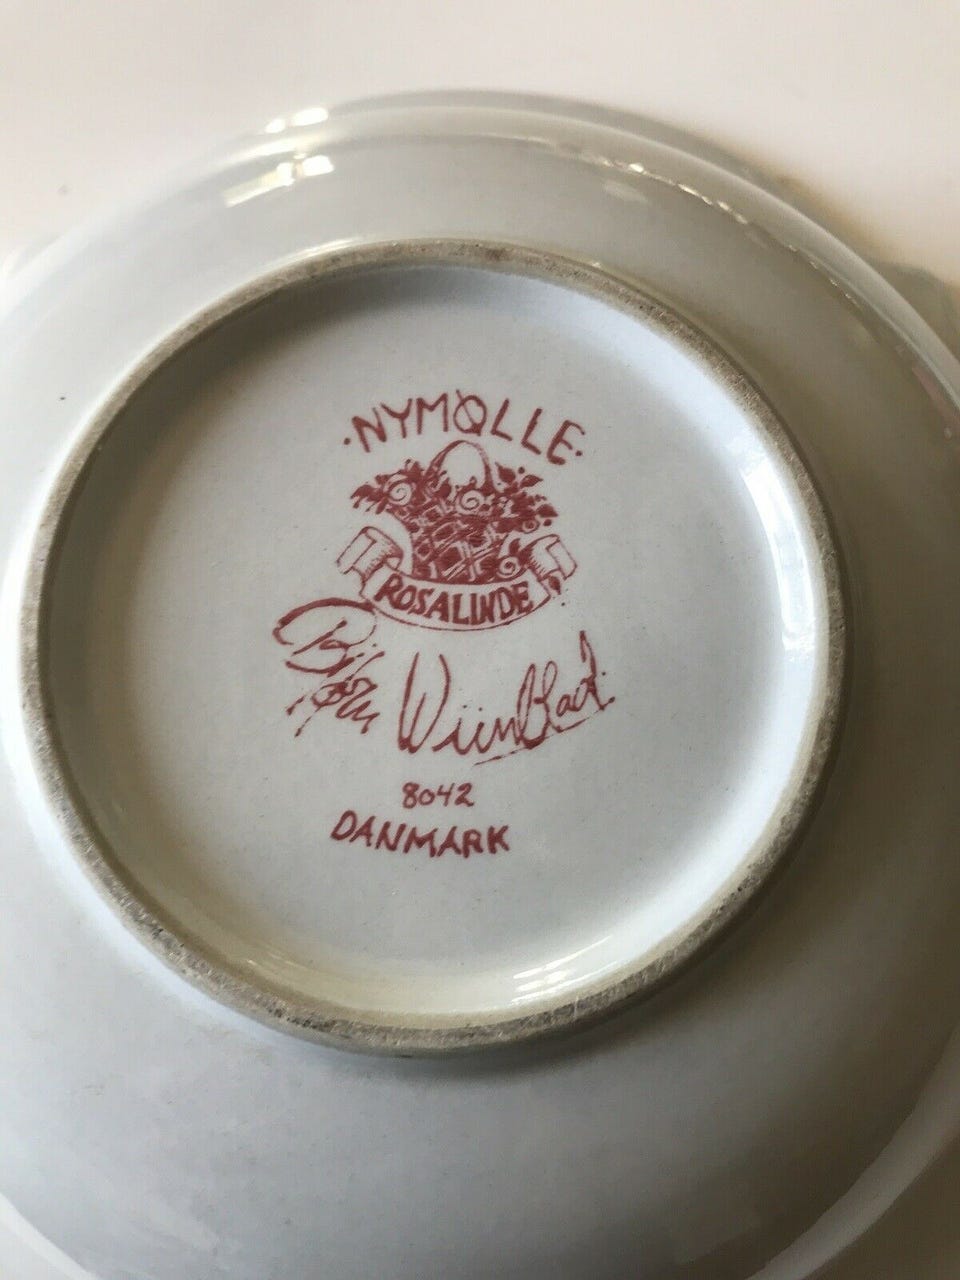 ·NYMØLLE·
ROSALINDE
Bjørn Wiinblad.
8042
DANMARK